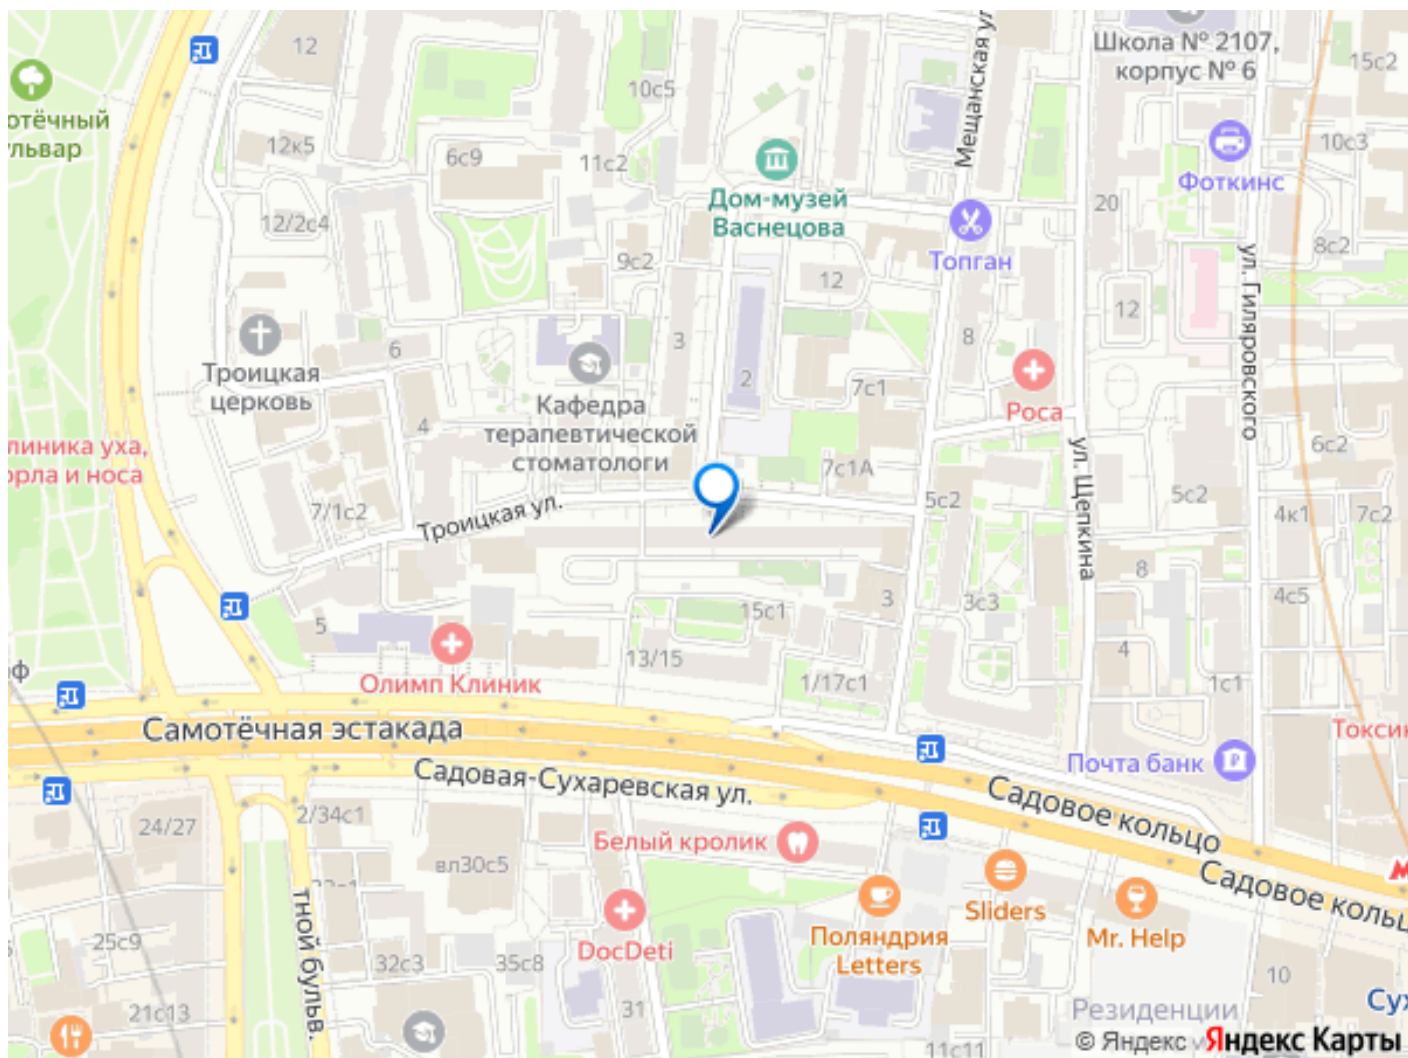 12
10с5
Мещанская ул
Школа № 2107,
корпус № 6
15с2
отёчный
львар
12к5
6с9
11с2
Дом-музей
Васнецова
Фоткинс
10с3
12/2с4
9с2
12
Топган
20
8с2
ул. Гиляровского
Троицкая
церковь
6
3
2
8
12
7с1
Роса
Кафедра
терапевтической
стоматологи
4
линика уха,
орла и носа
6с2
7с1А
5с2
5с2
ул. Щепкина
4к1
7с2
7/1с2
Троицкая ул.
8
3
3с3
4с5
15с1
5
13/15
4
Олимп Клиник
1/17с1
1с1
ф
Самотёчная эстакада
Токсик
Почта банк
Садовая-Сухаревская ул.
Садовое кольцо
2/34с1
24/27
Белый кролик
вл30с5
Садовое кольц
Sliders
Mr. Help
тной бульв.
25с9
DocDeti
Поляндрия
Letters
32с3
35с8
10
31
21с13
Резиденции
Сух
11с11
© Яндекс Яндекс Карты